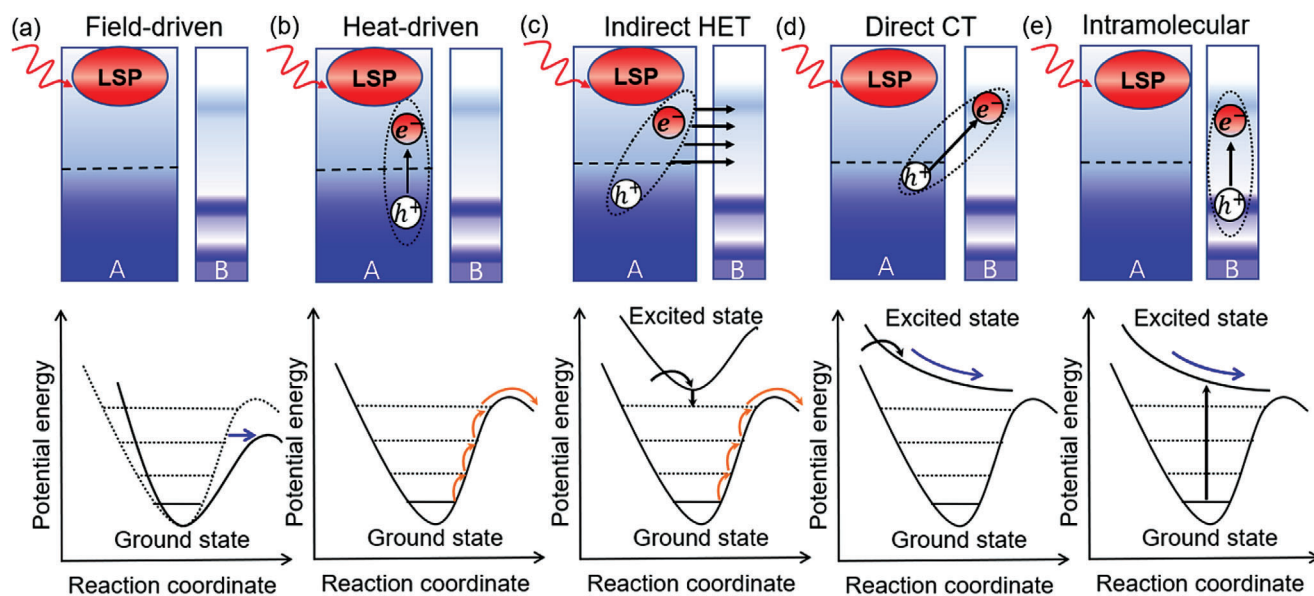 (a) Field-driven
LSP
A
B
Potential energy
Ground state
Reaction coordinate
(b) Heat-driven
LSP
e⁻
h⁺
A
B
Potential energy
Ground state
Reaction coordinate
(c) Indirect HET
LSP
e⁻
h⁺
A
B
Excited state
Potential energy
Ground state
Reaction coordinate
(d) Direct CT
LSP
e⁻
h⁺
A
B
Excited state
Potential energy
Ground state
Reaction coordinate
(e) Intramolecular
LSP
e⁻
h⁺
A
B
Excited state
Potential energy
Ground state
Reaction coordinate